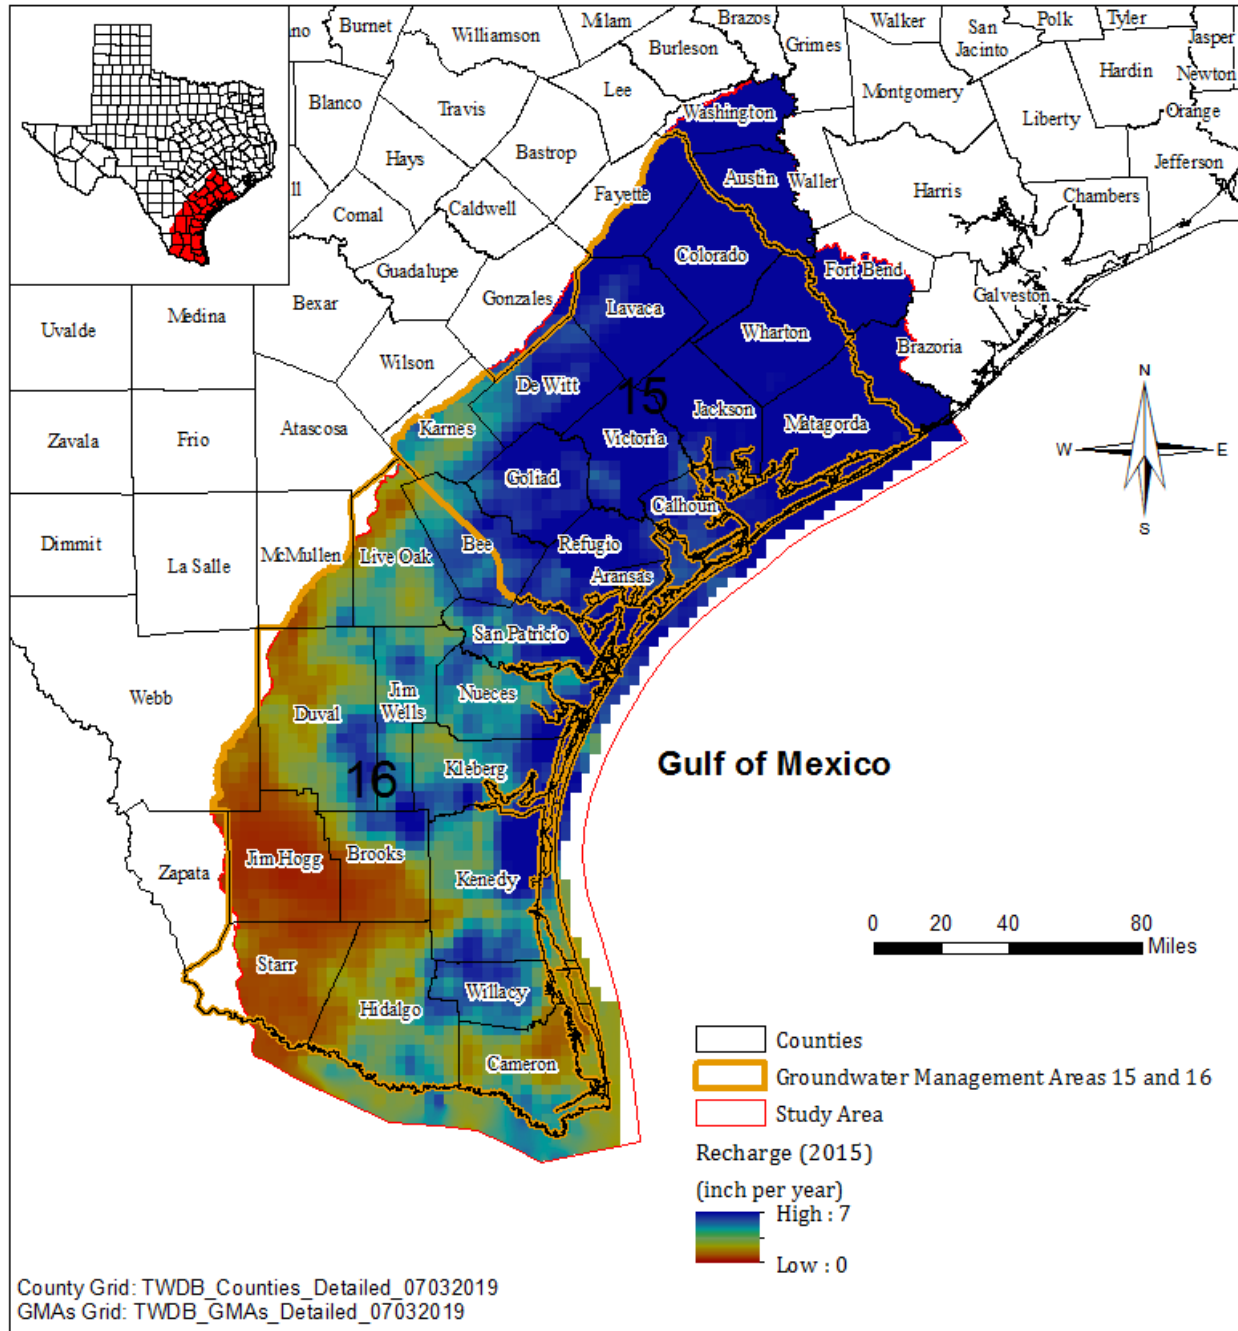 Burnet
Williamson
Milam
Brazos
Walker
San
Jacinto
Polk
Tyler
Jasper
Burleson
Grimes
Hardin
Newton
Blanco
Travis
Lee
Washington
Montgomery
Liberty
Orange
Hays
Bastrop
Austin
Waller
Harris
Jefferson
Chambers
Comal
Caldwell
Fayette
Colorado
Fort Bend
Guadalupe
Gonzales
Lavaca
Galveston
Uvalde
Medina
Bexar
Wilson
Wharton
Brazoria
De Witt
15
Jackson
Matagorda
Zavala
Frio
Atascosa
Karnes
Victoria
Goliad
Calhoun
Dimmit
La Salle
McMullen
Live Oak
Bee
Refugio
Aransas
San Patricio
Webb
Duval
Jim
Wells
Nueces
16
Kleberg
Gulf of Mexico
Zapata
Jim Hogg
Brooks
Kenedy
Starr
Hidalgo
Willacy
Cameron
N
W
E
S
0
20
40
80
Miles
Counties
Groundwater Management Areas 15 and 16
Study Area
Recharge (2015)
(inch per year)
High : 7
Low : 0
County Grid: TWDB_Counties_Detailed_07032019
GMAs Grid: TWDB_GMAs_Detailed_07032019